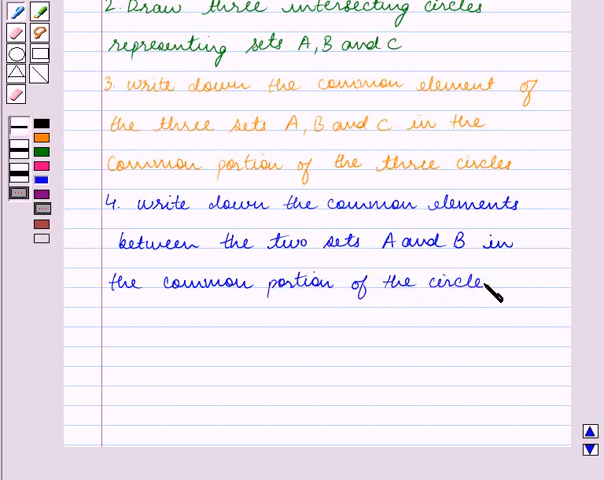 2. Draw three intersecting circles
representing sets A, B and C
3. Write down the common element of
the three sets A, B and C in the
Common portion of the three circles
4. Write down the common elements
between the two sets A and B in
the common portion of the circle